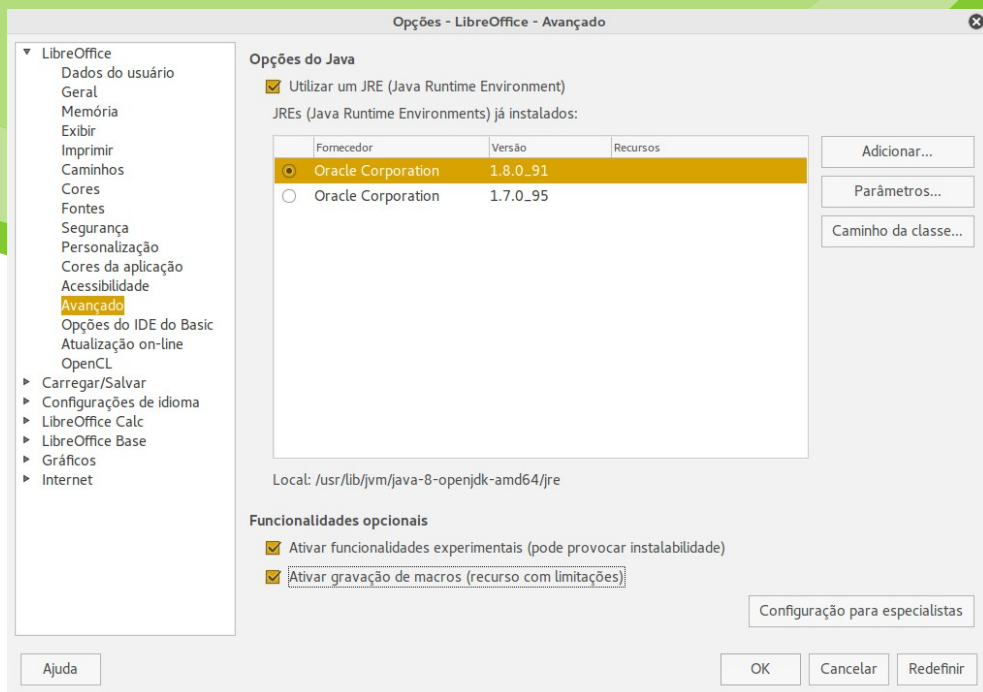 Opções - LibreOffice - Avançado
LibreOffice
Dados do usuário
Geral
Memória
Exibir
Imprimir
Caminhos
Cores
Fontes
Segurança
Personalização
Cores da aplicação
Acessibilidade
Avançado
Opções do IDE do Basic
Atualização on-line
OpenCL
Carregar/Salvar
Configurações de idioma
LibreOffice Calc
LibreOffice Base
Gráficos
Internet
Opções do Java
Utilizar um JRE (Java Runtime Environment)
JREs (Java Runtime Environments) já instalados:
Fornecedor Versão Recursos
Oracle Corporation 1.8.0_91
Oracle Corporation 1.7.0_95
Adicionar...
Parâmetros...
Caminho da classe...
Local: /usr/lib/jvm/java-8-openjdk-amd64/jre
Funcionalidades opcionais
Ativar funcionalidades experimentais (pode provocar instalabilidade)
Ativar gravação de macros (recurso com limitações)
Configuração para especialistas
Ajuda OK Cancelar Redefinir